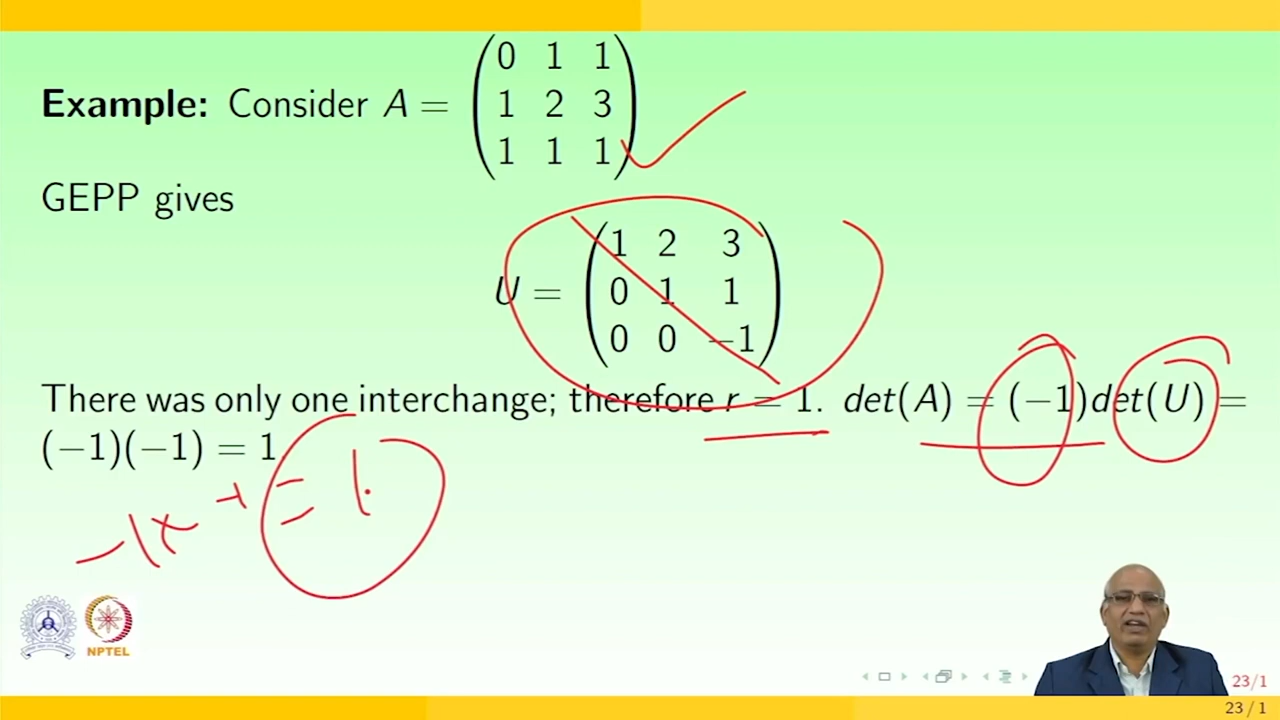 Example: Consider A = (0 1 1
1 2 3
1 1 1)
GEPP gives
U = (1 2 3
0 1 1
0 0 −1)
There was only one interchange; therefore r = 1. det(A) = (−1)det(U) =
(−1)(−1) = 1.
−1 × −1 = 1.
NPTEL
23/1
23 / 1